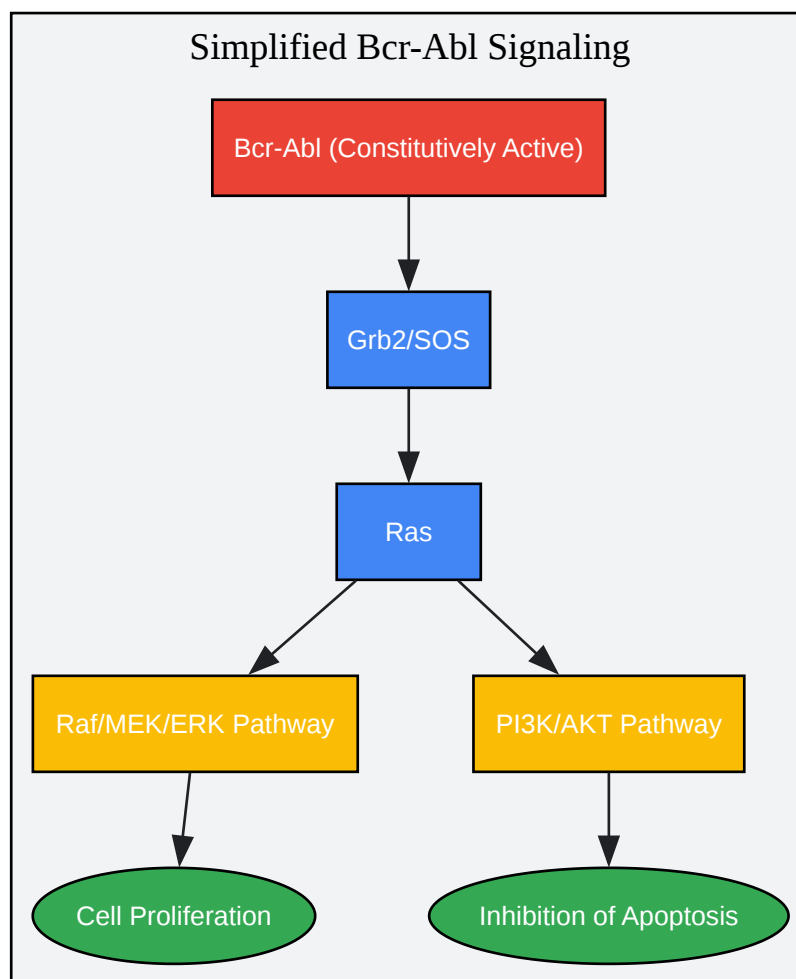 Simplified Bcr-Abl Signaling
Bcr-Abl (Constitutively Active)
Grb2/SOS
Ras
Raf/MEK/ERK Pathway
PI3K/AKT Pathway
Cell Proliferation
Inhibition of Apoptosis